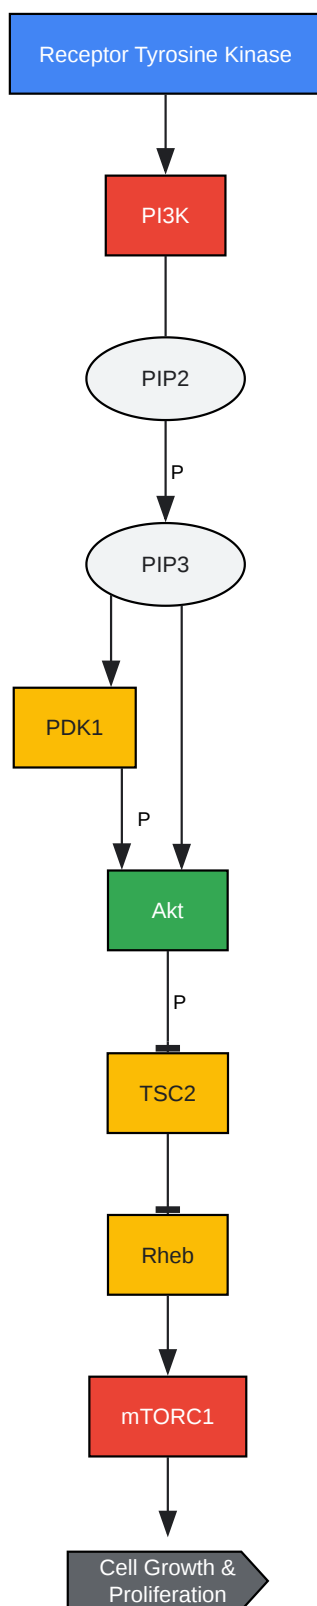 Receptor Tyrosine Kinase
PI3K
PIP2
P
PIP3
PDK1
P
Akt
P
TSC2
Rheb
mTORC1
Cell Growth &
Proliferation